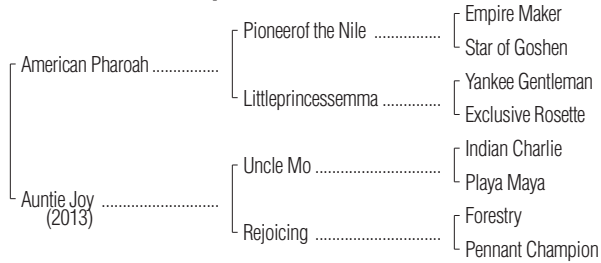 Empire Maker
Pioneerof the Nile ................
Star of Goshen
American Pharoah ................
Yankee Gentleman
Littleprincessemma ..............
Exclusive Rosette
Indian Charlie
Uncle Mo ..............................
Playa Maya
Auntie Joy ............................
(2013)
Forestry
Rejoicing ..............................
Pennant Champion